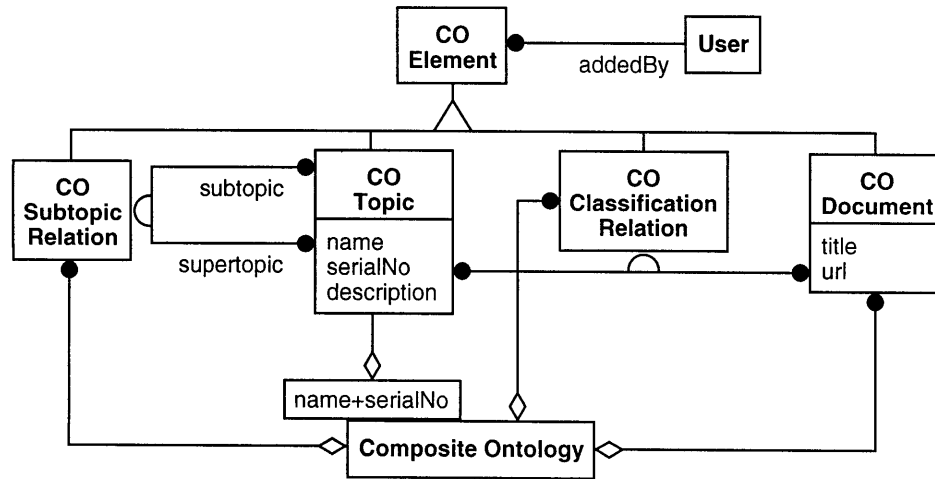 CO
Element
User
addedBy
CO
Subtopic
Relation
subtopic
supertopic
CO
Topic
name
serialNo
description
CO
Classification
Relation
CO
Document
title
url
name+serialNo
Composite Ontology